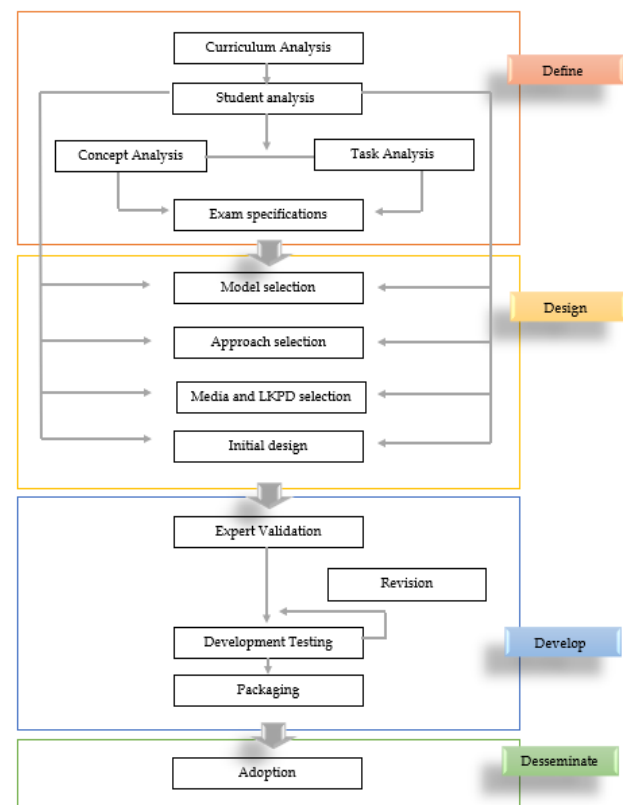 Curriculum Analysis
Define
Student analysis
Concept Analysis
Task Analysis
Exam specifications
Model selection
Design
Approach selection
Media and LKPD selection
Initial design
Expert Validation
Revision
Development Testing
Develop
Packaging
Desseminate
Adoption